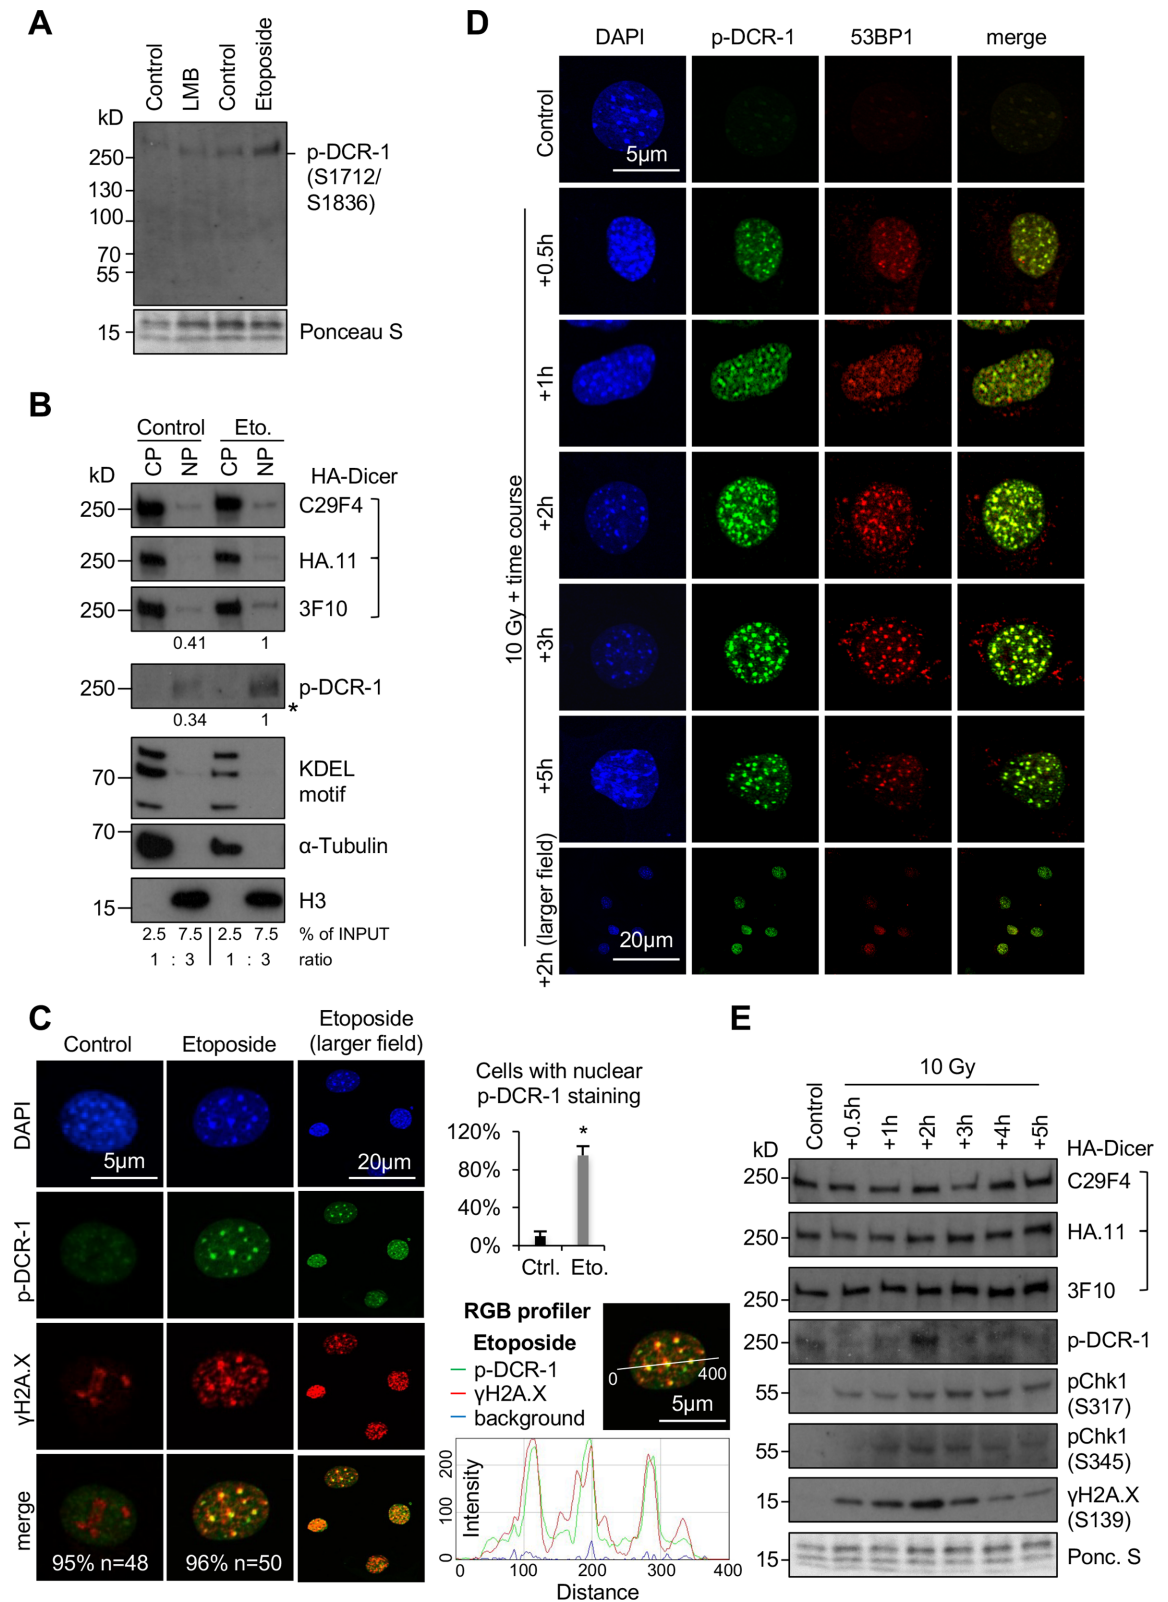 A
Control
LMB
Control
Etoposide
kD
250
130
100
70
55
p-DCR-1
(S1712/
S1836)
15
Ponceau S
B
Control
Eto.
CP
NP
CP
NP
kD
HA-Dicer
250
C29F4
250
HA.11
250
3F10
0.41
1
250
p-DCR-1
*
0.34
1
70
KDEL
motif
70
α-Tubulin
15
H3
2.5
7.5
2.5
7.5
% of INPUT
1 : 3
1 : 3
ratio
C
Control
Etoposide
Etoposide
(larger field)
DAPI
5µm
20µm
p-DCR-1
γH2A.X
merge
95% n=48
96% n=50
Cells with nuclear
p-DCR-1 staining
120%
80%
40%
0%
*
Ctrl.
Eto.
RGB profiler
Etoposide
p-DCR-1
γH2A.X
background
0
400
5µm
Intensity
200
100
0
0
100
200
300
400
Distance
D
DAPI
p-DCR-1
53BP1
merge
Control
5µm
10 Gy + time course
+0.5h
+1h
+2h
+3h
+5h
+2h (larger field)
20µm
E
10 Gy
Control
+0.5h
+1h
+2h
+3h
+4h
+5h
kD
HA-Dicer
250
C29F4
250
HA.11
250
3F10
250
p-DCR-1
55
pChk1
(S317)
55
pChk1
(S345)
15
γH2A.X
(S139)
15
Ponc. S